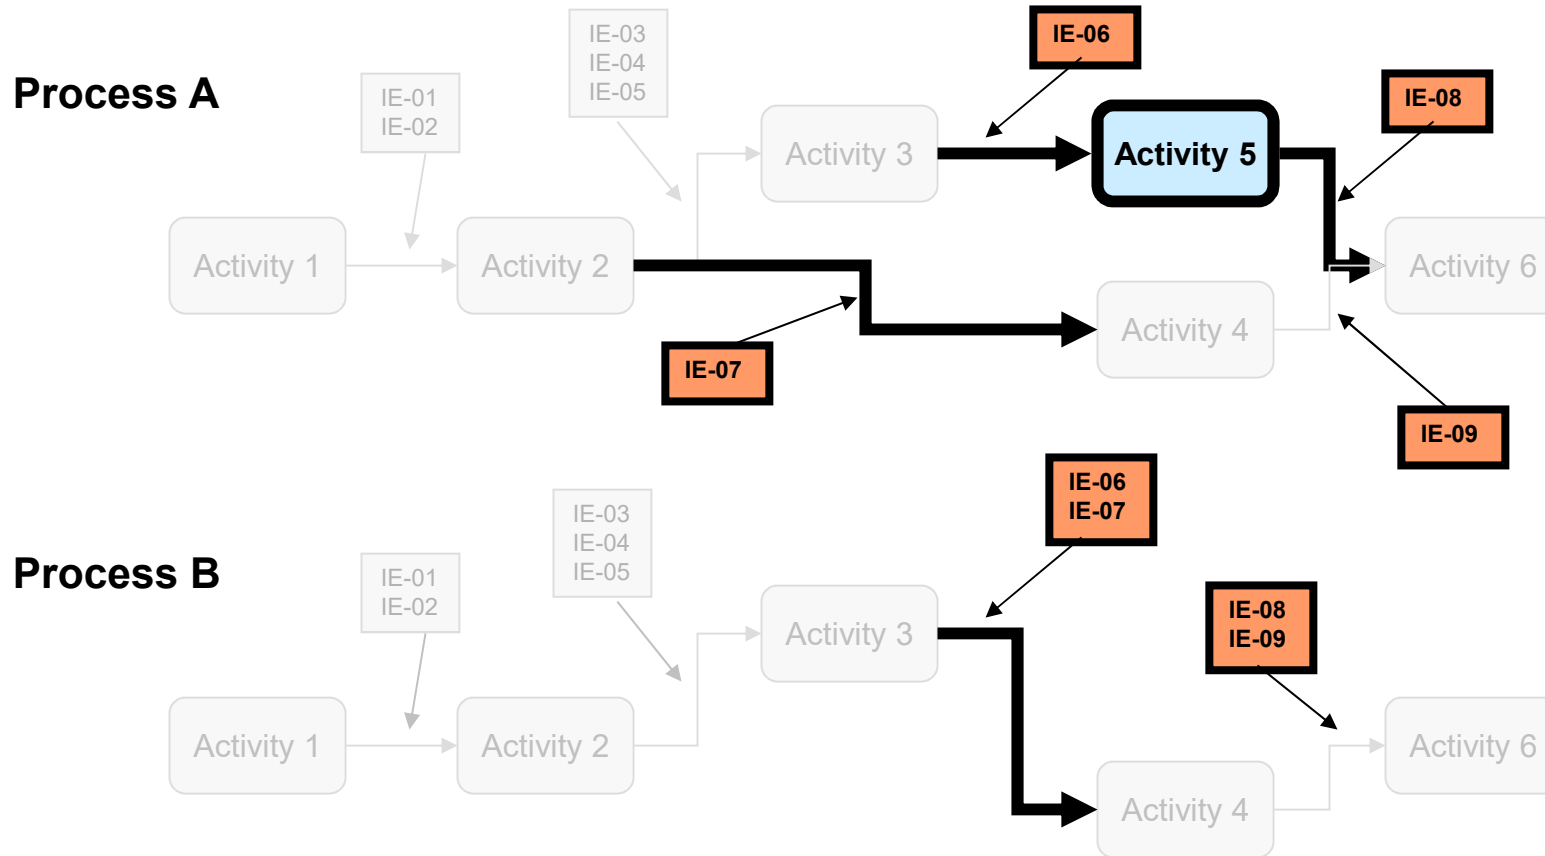 Process A
IE-01
IE-02
IE-03
IE-04
IE-05
IE-06
IE-08
Activity 1
Activity 2
Activity 3
Activity 5
Activity 4
Activity 6
IE-07
IE-09
Process B
IE-01
IE-02
IE-03
IE-04
IE-05
IE-06
IE-07
IE-08
IE-09
Activity 1
Activity 2
Activity 3
Activity 4
Activity 6